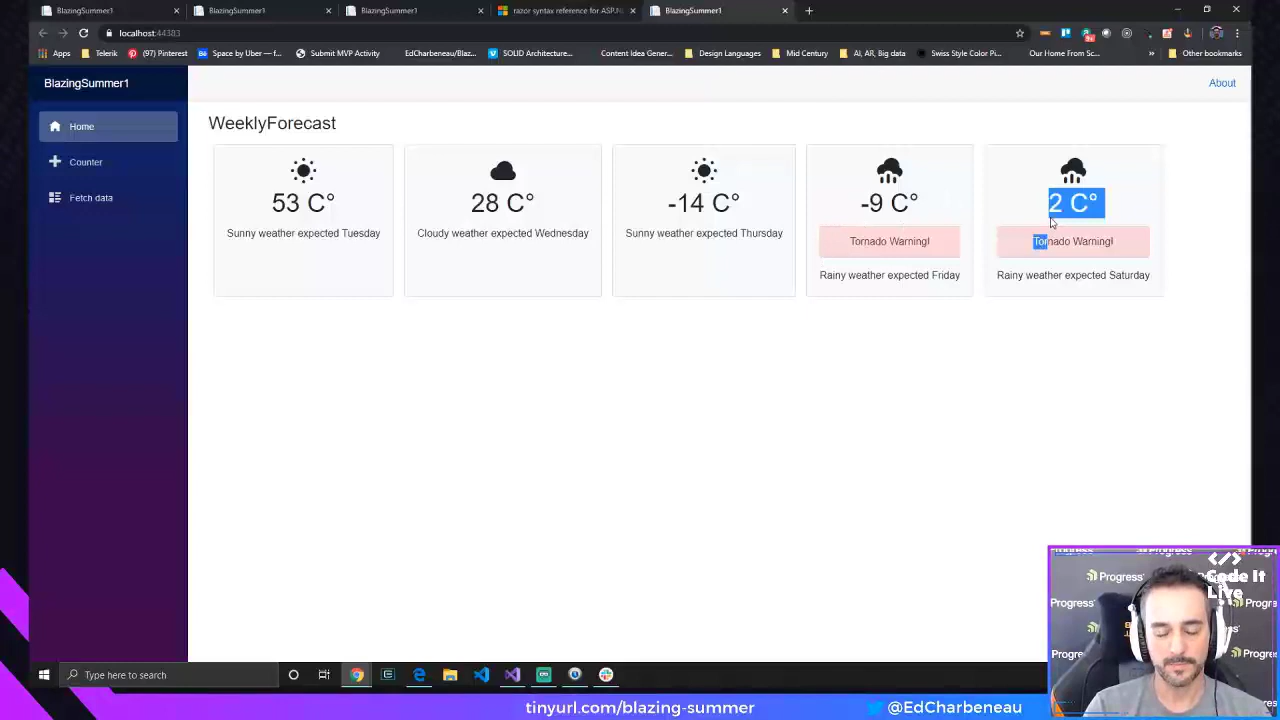 BlazingSummer1
BlazingSummer1
BlazingSummer1
razor syntax reference for ASP.N
BlazingSummer1
localhost:44383
Apps
Telerik
(97) Pinterest
Space by Uber — f...
Submit MVP Activity
EdCharbeneau/Blaz...
SOLID Architecture...
Content Idea Gener...
Design Languages
Mid Century
AI, AR, Big data
Swiss Style Color Pi...
Our Home From Sc...
»
Other bookmarks
BlazingSummer1
About
Home
Counter
Fetch data
WeeklyForecast
53 C°
Sunny weather expected Tuesday
28 C°
Cloudy weather expected Wednesday
-14 C°
Sunny weather expected Thursday
-9 C°
Tornado Warning!
Rainy weather expected Friday
2 C°
Tornado Warning!
Rainy weather expected Saturday
Progress
Progress
Progress
Progress
Progress
Progress
Code It
Live
Type here to search
tinyurl.com/blazing-summer
@EdCharbeneau